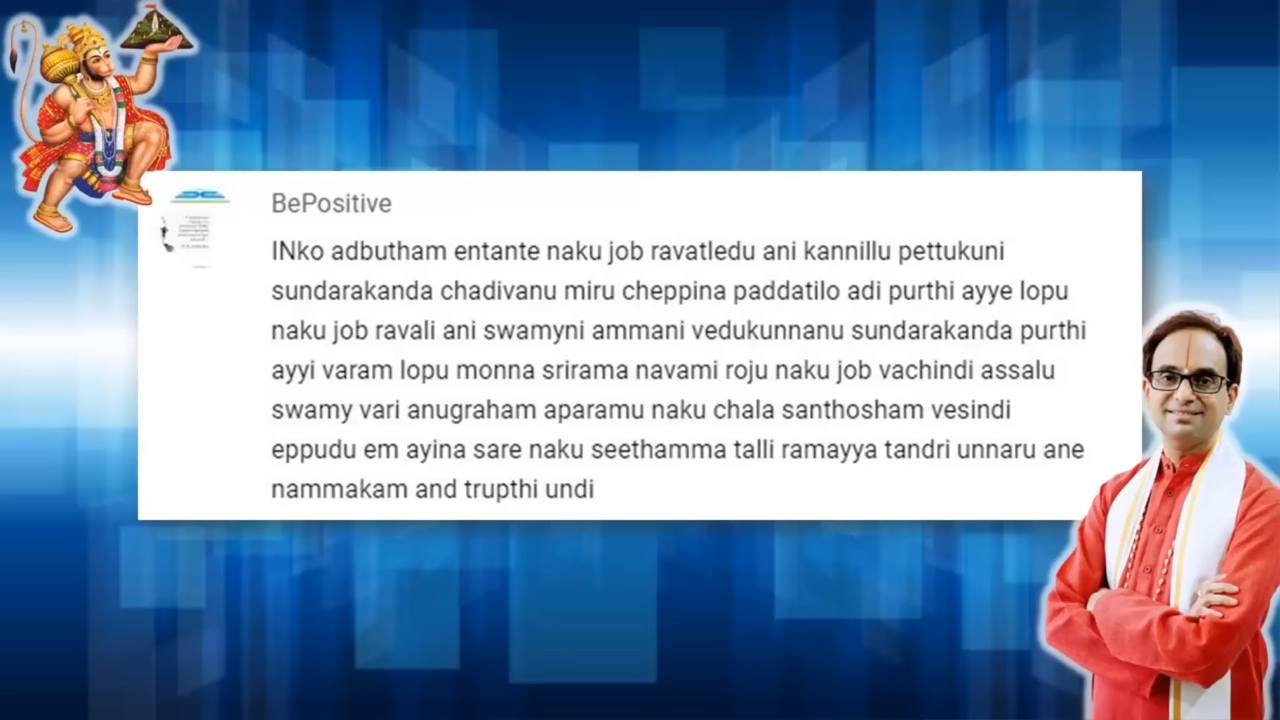 BePositive
INko adbutham entante naku job ravatledu ani kannillu pettukuni
sundarakanda chadivanu miru cheppina paddatilo adi purthi ayye lopu
naku job ravali ani swamyni ammani vedukunnanu sundarakanda purthi
ayyi varam lopu monna srirama navami roju naku job vachindi assalu
swamy vari anugraham aparamu naku chala santhosham vesindi
eppudu em ayina sare naku seethamma talli ramayya tandri unnaru ane
nammakam and trupthi undi